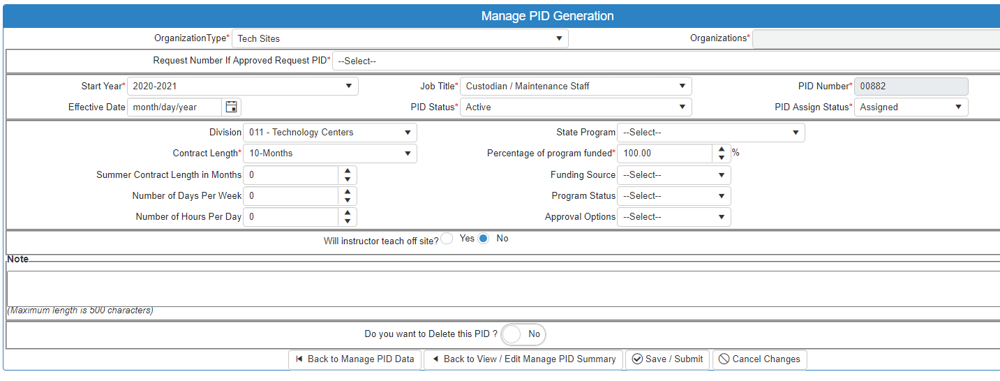 Manage PID Generation
OrganizationType* Tech Sites Organizations*
Request Number If Approved Request PID* --Select--
Start Year* 2020-2021 Job Title* Custodian / Maintenance Staff PID Number* 00882
Effective Date month/day/year PID Status* Active PID Assign Status* Assigned
Division 011 - Technology Centers State Program --Select--
Contract Length* 10-Months Percentage of program funded* 100.00 %
Summer Contract Length in Months 0 Funding Source --Select--
Number of Days Per Week 0 Program Status --Select--
Number of Hours Per Day 0 Approval Options --Select--
Will instructor teach off site? Yes No
Note
(Maximum length is 500 characters)
Do you want to Delete this PID ? No
Back to Manage PID Data Back to View / Edit Manage PID Summary Save / Submit Cancel Changes